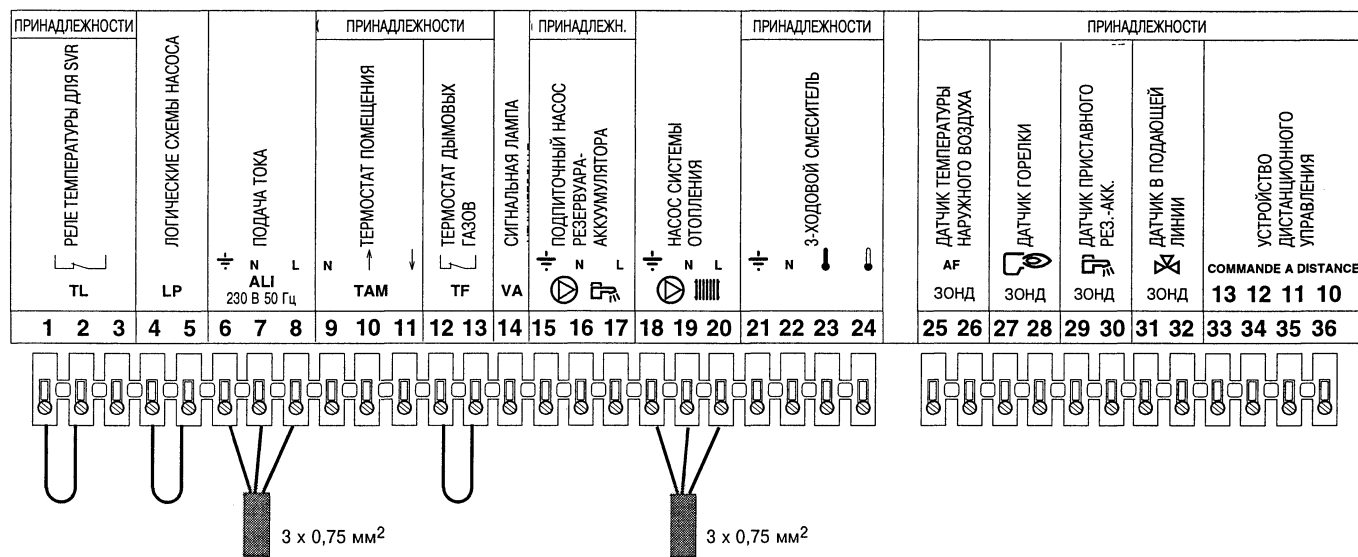 ПРИНАДЛЕЖНОСТИ
ПРИНАДЛЕЖНОСТИ
ПРИНАДЛЕЖН.
ПРИНАДЛЕЖНОСТИ
ПРИНАДЛЕЖНОСТИ
РЕЛЕ ТЕМПЕРАТУРЫ ДЛЯ SVR
ЛОГИЧЕСКИЕ СХЕМЫ НАСОСА
ПОДАЧА ТОКА
ТЕРМОСТАТ ПОМЕЩЕНИЯ
ТЕРМОСТАТ ДЫМОВЫХ
ГАЗОВ
СИГНАЛЬНАЯ ЛАМПА
ПОДПИТОЧНЫЙ НАСОС
РЕЗЕРВУАРА-
АККУМУЛЯТОРА
НАСОС СИСТЕМЫ
ОТОПЛЕНИЯ
3-ХОДОВОЙ СМЕСИТЕЛЬ
ДАТЧИК ТЕМПЕРАТУРЫ
НАРУЖНОГО ВОЗДУХА
ДАТЧИК ГОРЕЛКИ
ДАТЧИК ПРИСТАВНОГО
РЕЗ.-АКК.
ДАТЧИК В ПОДАЮЩЕЙ
ЛИНИИ
УСТРОЙСТВО
ДИСТАНЦИОННОГО
УПРАВЛЕНИЯ
N L N N L N L N AF COMMANDE A DISTANCE
TL LP ALI TAM TF VA ЗОНД ЗОНД ЗОНД ЗОНД 13 12 11 10
230 В 50 Гц
1 2 3 4 5 6 7 8 9 10 11 12 13 14 15 16 17 18 19 20 21 22 23 24 25 26 27 28 29 30 31 32 33 34 35 36
3 x 0,75 мм²
3 x 0,75 мм²